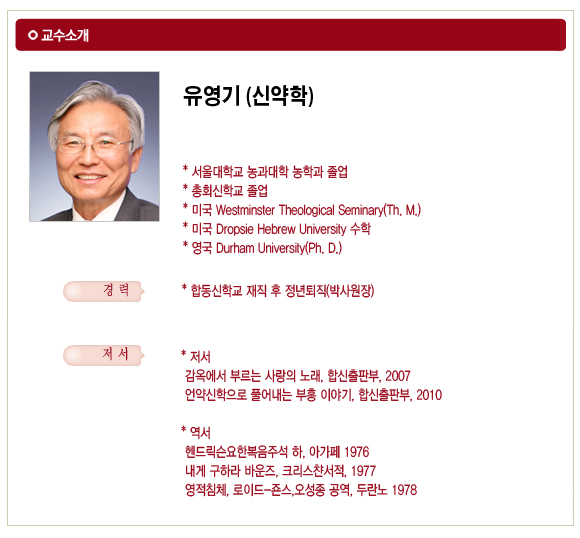 교수소개
유영기 (신약학)
* 서울대학교 농과대학 농학과 졸업
* 총회신학교 졸업
* 미국 Westminster Theological Seminary(Th. M.)
* 미국 Dropsie Hebrew University 수학
* 영국 Durham University(Ph. D.)
경 력
* 합동신학교 재직 후 정년퇴직(박사원장)
저 서
* 저서
감옥에서 부르는 사랑의 노래, 합신출판부, 2007
언약신학으로 풀어내는 부흥 이야기, 합신출판부, 2010
* 역서
헨드릭슨요한복음주석 하, 아가페 1976
내게 구하라 바운즈, 크리스챤서적, 1977
영적침체, 로이드-죤스,오성종 공역, 두란노 1978